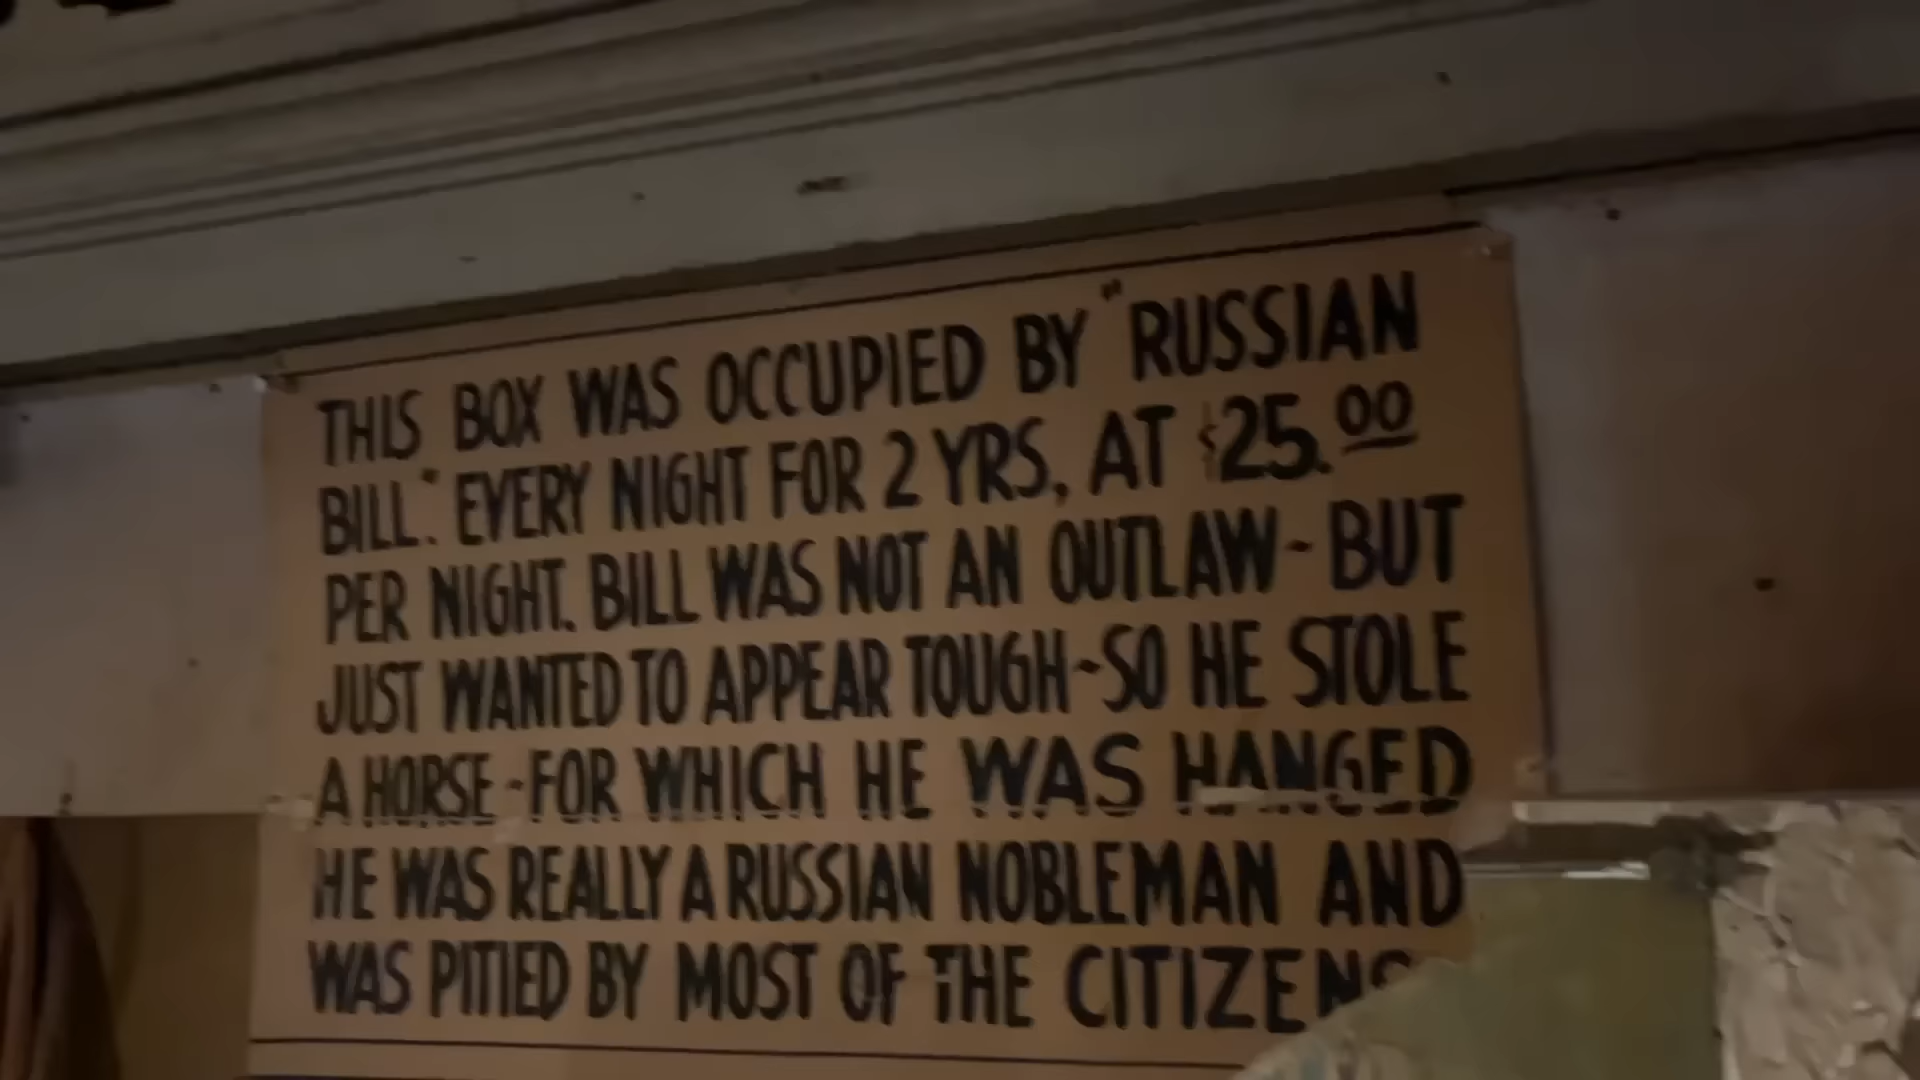 THIS BOX WAS OCCUPIED BY "RUSSIAN
BILL." EVERY NIGHT FOR 2 YRS, AT $25.00
PER NIGHT. BILL WAS NOT AN OUTLAW - BUT
JUST WANTED TO APPEAR TOUGH - SO HE STOLE
A HORSE - FOR WHICH HE WAS HANGED
HE WAS REALLY A RUSSIAN NOBLEMAN AND
WAS PITIED BY MOST OF THE CITIZENS